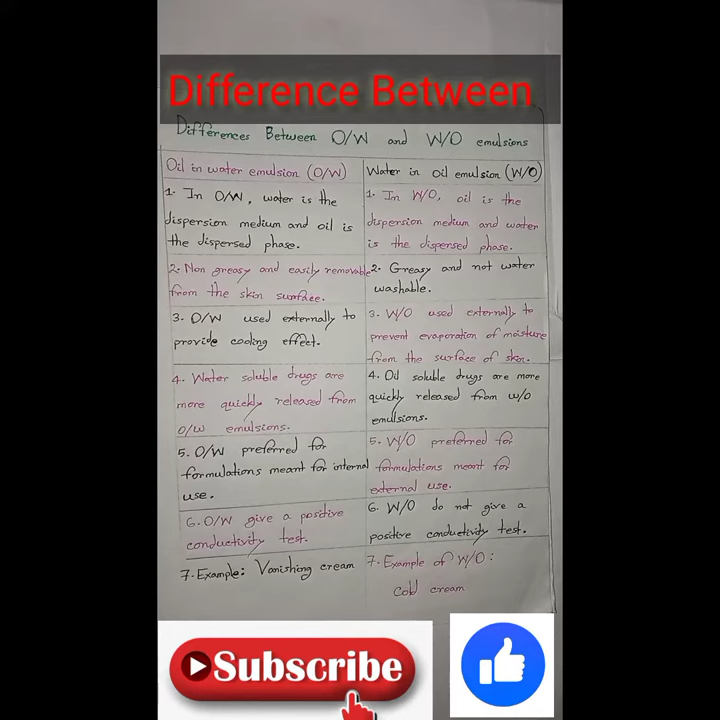 Difference Between
Differences Between O/W and W/O emulsions
Oil in water emulsion (O/W)
Water in oil emulsion (W/O)
1. In O/W, water is the
dispersion medium and oil is
the dispersed phase.
1. In W/O, oil is the
dispersion medium and water
is the dispersed phase.
2. Non greasy and easily removable
from the skin surface.
2. Greasy and not water
washable.
3. O/W used externally to
provide cooling effect.
3. W/O used externally to
prevent evaporation of moisture
from the surface of skin.
4. Water soluble drugs are
more quickly released from
O/W emulsions.
4. Oil soluble drugs are more
quickly released from W/O
emulsions.
5. O/W preferred for
formulations meant for internal
use.
5. W/O preferred for
formulations meant for
external use.
6. O/W give a positive
conductivity test.
6. W/O do not give a
positive conductivity test.
7. Example: Vanishing cream
7. Example of W/O:
cold cream
Subscribe